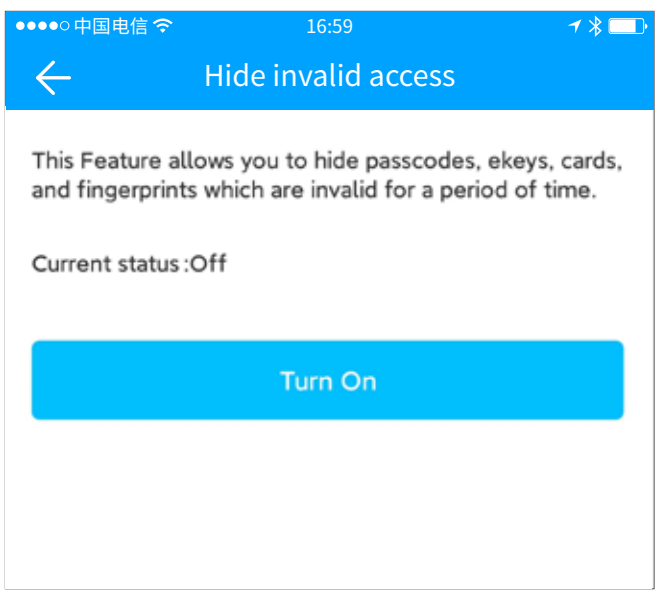 中国电信 16:59
Hide invalid access
This Feature allows you to hide passcodes, ekeys, cards,
and fingerprints which are invalid for a period of time.
Current status :Off
Turn On